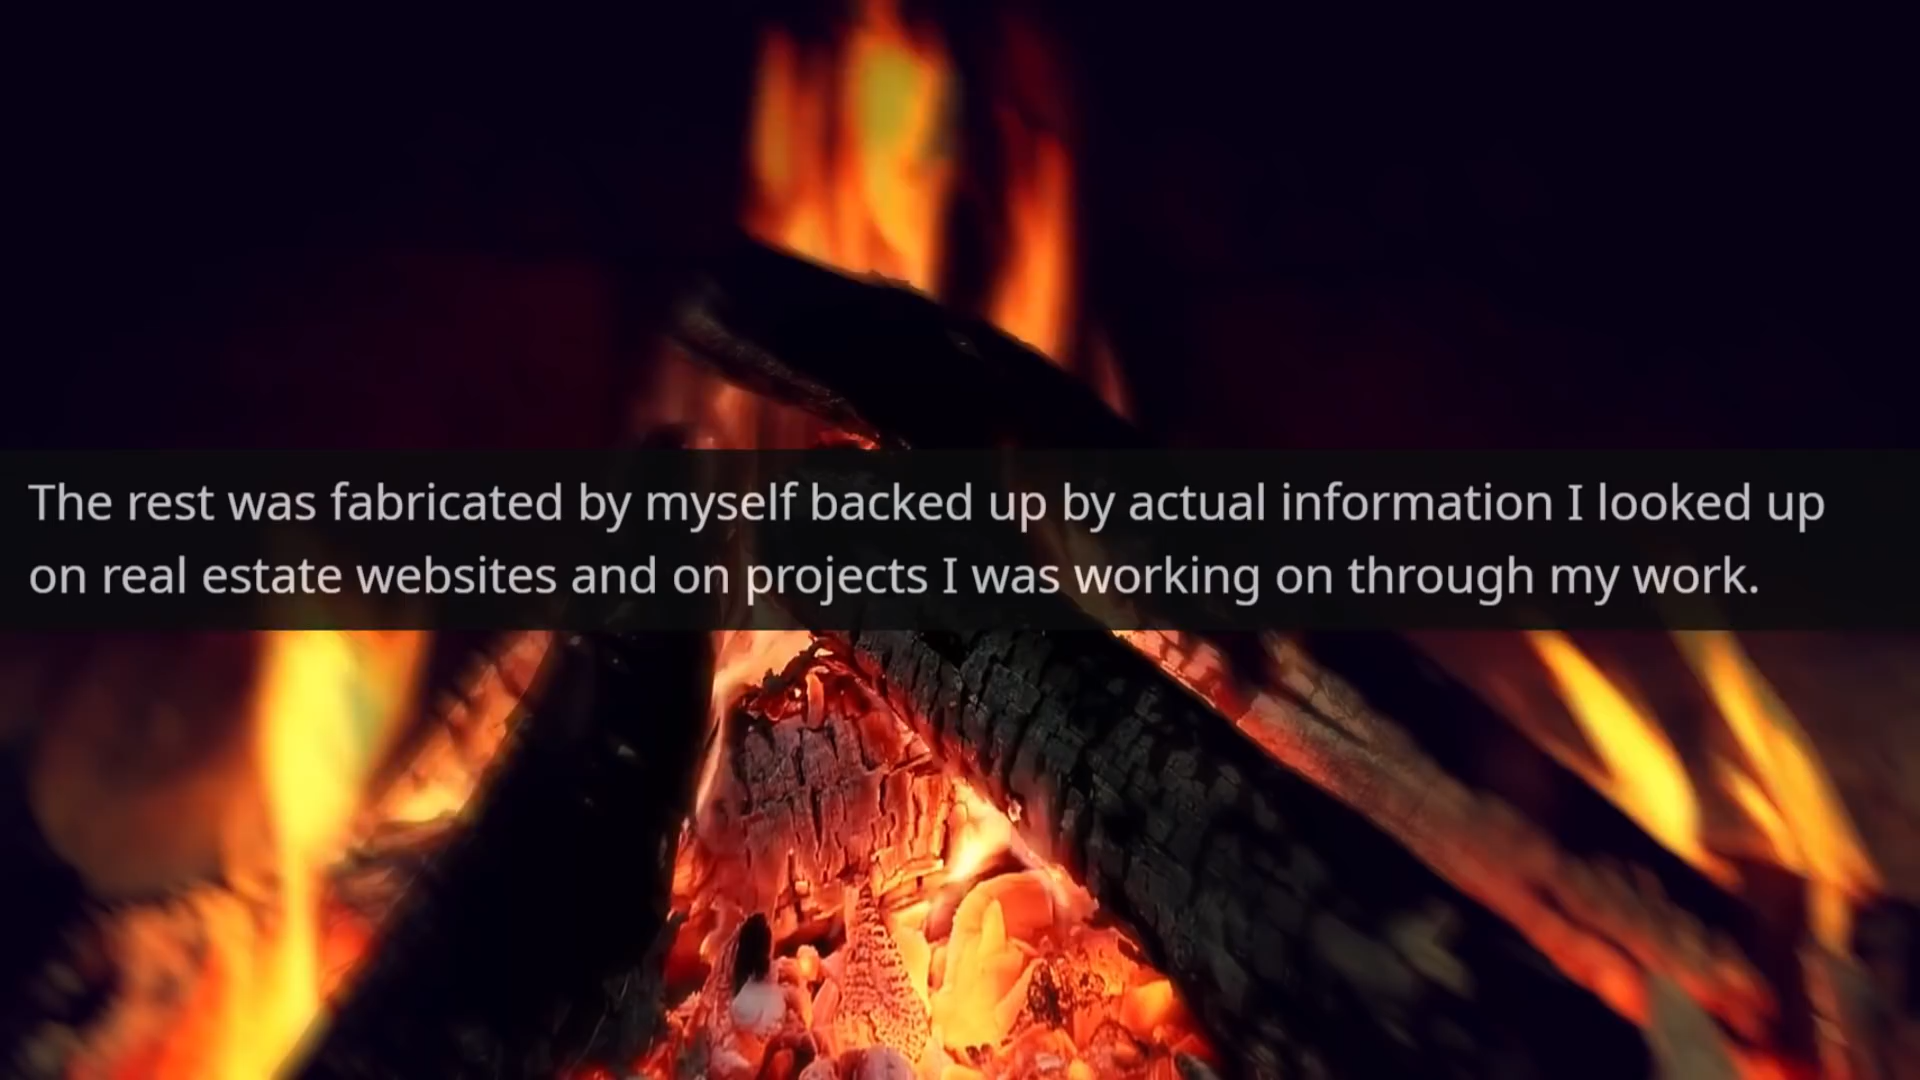 The rest was fabricated by myself backed up by actual information I looked up
on real estate websites and on projects I was working on through my work.